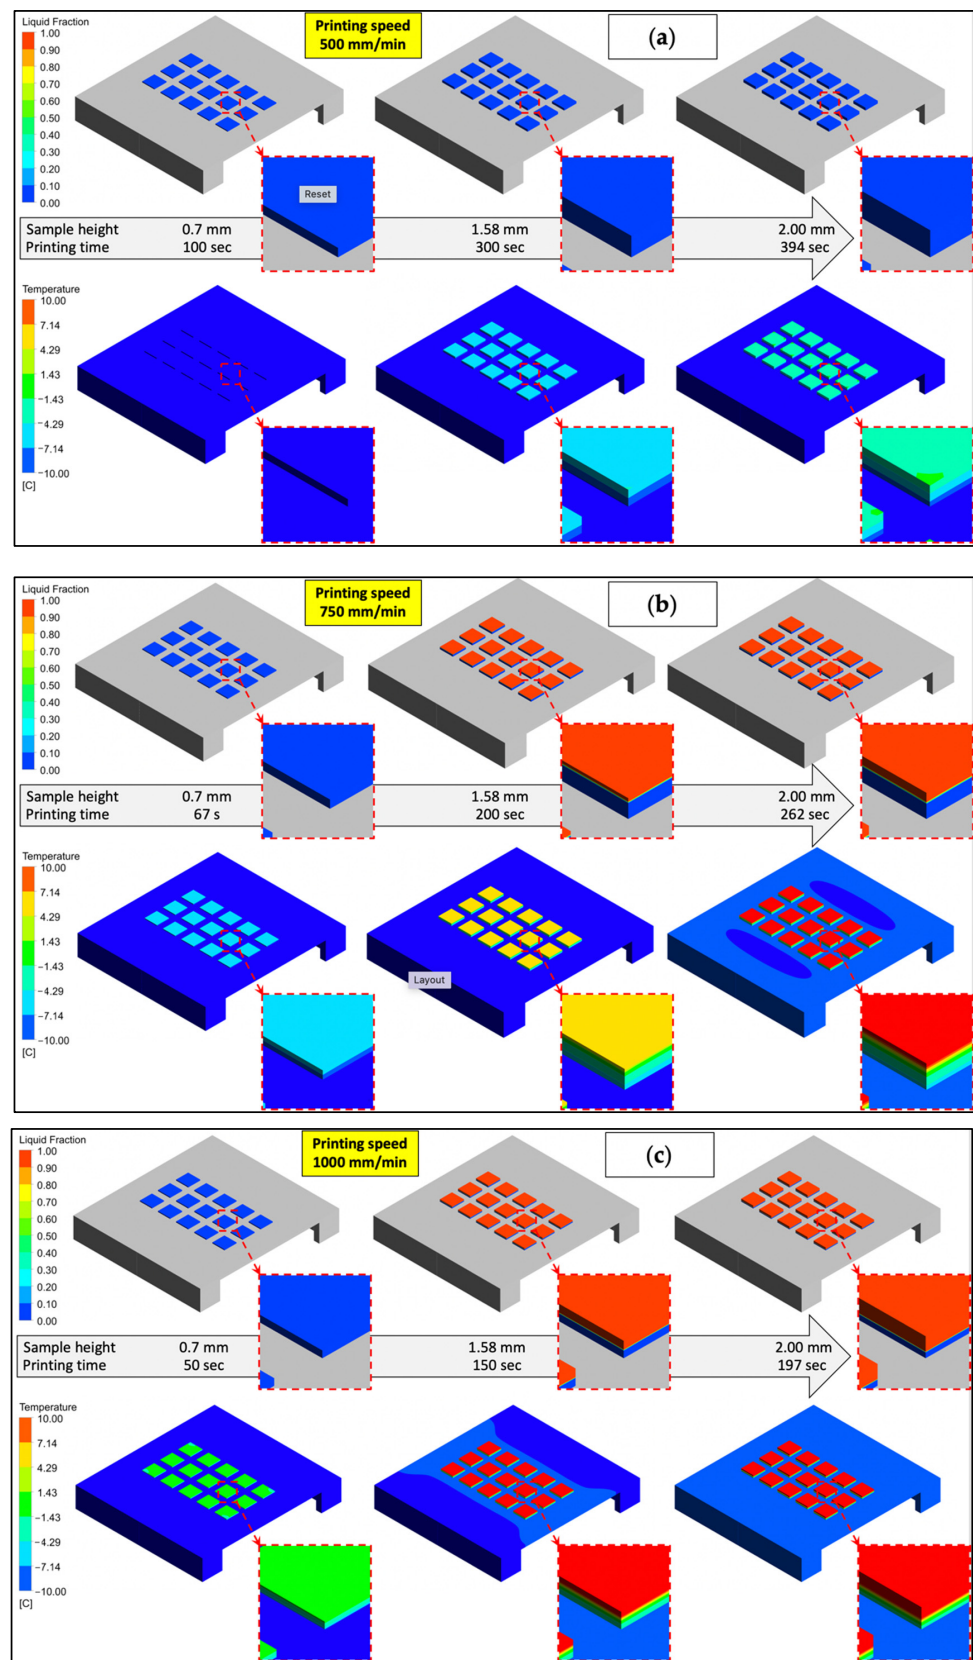 Liquid Fraction
1.00
0.90
0.80
0.70
0.60
0.50
0.40
0.30
0.20
0.10
0.00
Printing speed
500 mm/min
(a)
Reset
Sample height 0.7 mm 1.58 mm 2.00 mm
Printing time 100 sec 300 sec 394 sec
Temperature
10.00
7.14
4.29
1.43
−1.43
−4.29
−7.14
−10.00
[C]
Liquid Fraction
1.00
0.90
0.80
0.70
0.60
0.50
0.40
0.30
0.20
0.10
0.00
Printing speed
750 mm/min
(b)
Sample height 0.7 mm 1.58 mm 2.00 mm
Printing time 67 s 200 sec 262 sec
Temperature
10.00
7.14
4.29
1.43
−1.43
−4.29
−7.14
−10.00
[C]
Layout
Liquid Fraction
1.00
0.90
0.80
0.70
0.60
0.50
0.40
0.30
0.20
0.10
0.00
Printing speed
1000 mm/min
(c)
Sample height 0.7 mm 1.58 mm 2.00 mm
Printing time 50 sec 150 sec 197 sec
Temperature
10.00
7.14
4.29
1.43
−1.43
−4.29
−7.14
−10.00
[C]